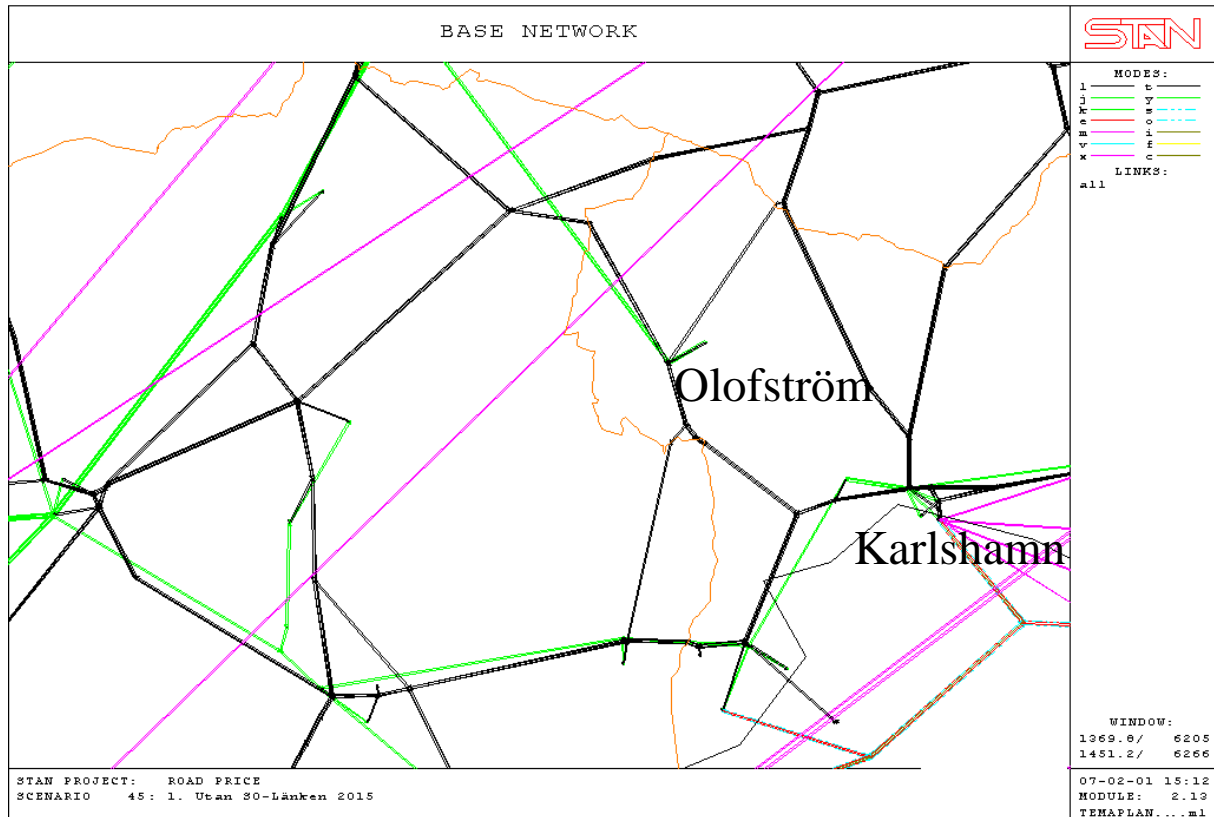 BASE NETWORK
STAN
MODES:
l t
j y
k s
e o
m i
v f
x c
LINKS:
all
Olofström
Karlshamn
WINDOW:
1369.8/ 6205
1451.2/ 6266
STAN PROJECT: ROAD PRICE
SCENARIO 45: 1. Utan SO-Länken 2015
07-02-01 15:12
MODULE: 2.13
TEMAPLAN....ml